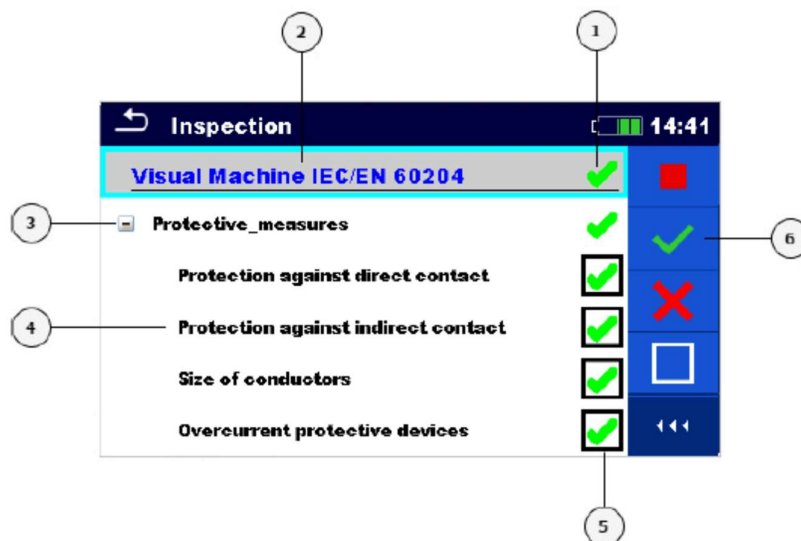 2
1
Inspection 14:41
Visual Machine IEC/EN 60204
3
Protective_measures
6
Protection against direct contact
4
Protection against indirect contact
Size of conductors
Overcurrent protective devices
5